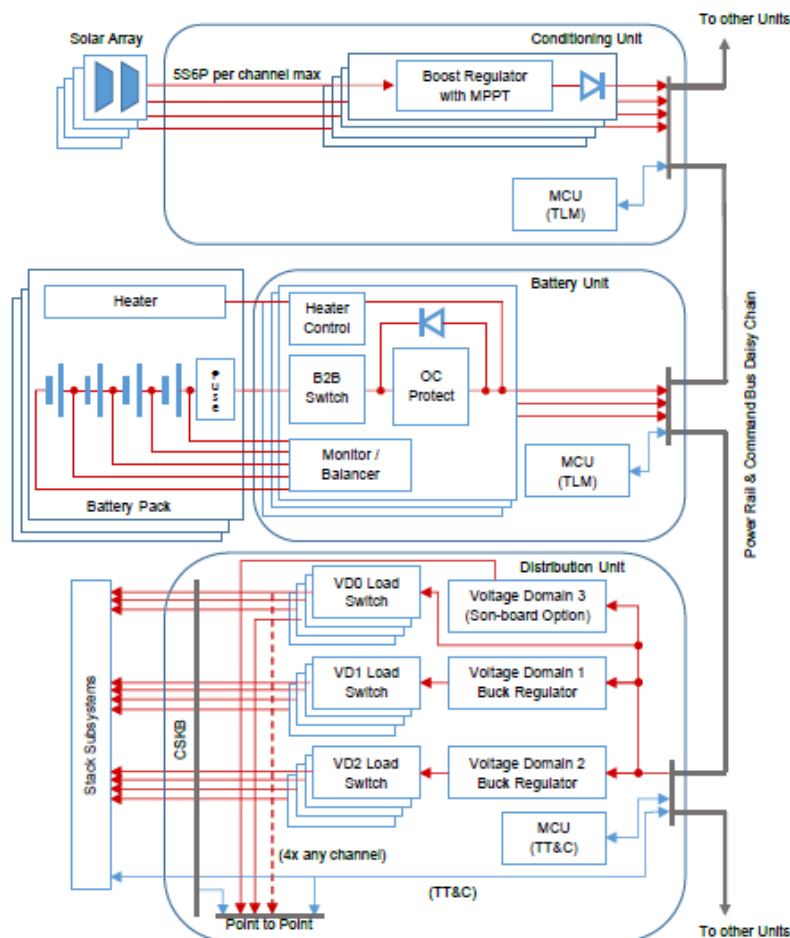 To other Units
Solar Array
Conditioning Unit
5S6P per channel max
Boost Regulator
with MPPT
MCU
(TLM)
Battery Unit
Heater
Heater
Control
Fuse
B2B
Switch
OC
Protect
Monitor /
Balancer
MCU
(TLM)
Battery Pack
Power Rail & Command Bus Daisy Chain
Distribution Unit
VD0 Load
Switch
Voltage Domain 3
(Son-board Option)
VD1 Load
Switch
Voltage Domain 1
Buck Regulator
Stack Subsystems
CSKB
VD2 Load
Switch
Voltage Domain 2
Buck Regulator
MCU
(TT&C)
(4x any channel)
(TT&C)
Point to Point
To other Units